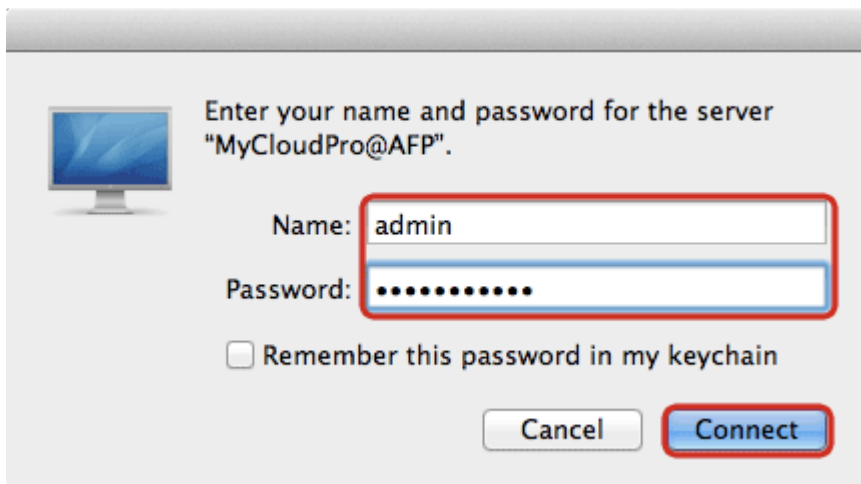 Enter your name and password for the server
“MyCloudPro@AFP”.
Name: admin
Password: •••••••••••
Remember this password in my keychain
Cancel Connect